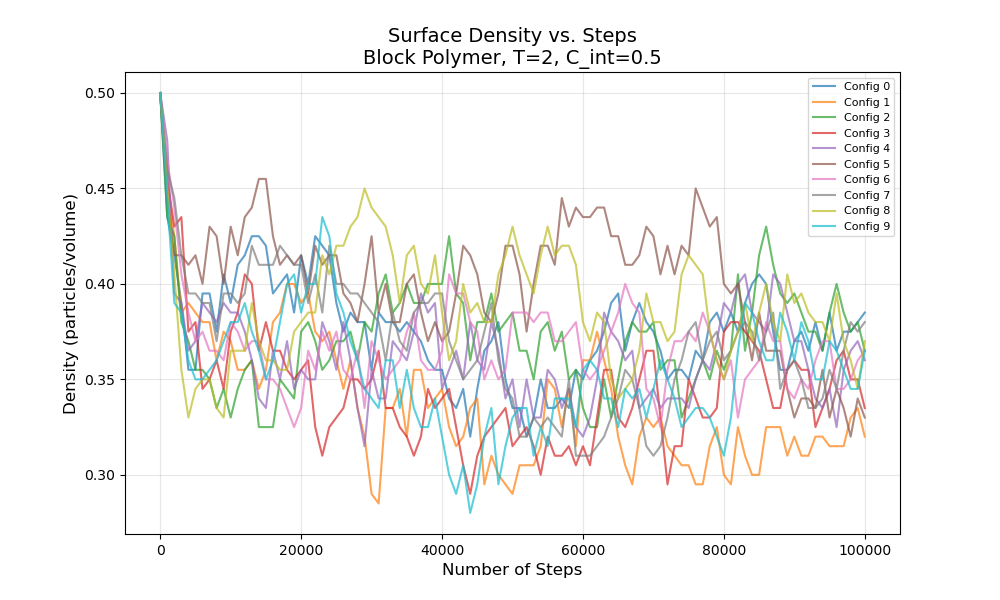 Surface Density vs. Steps
Block Polymer, T=2, C_int=0.5
Density (particles/volume)
0.50
0.45
0.40
0.35
0.30
Config 0
Config 1
Config 2
Config 3
Config 4
Config 5
Config 6
Config 7
Config 8
Config 9
0
20000
40000
60000
80000
100000
Number of Steps